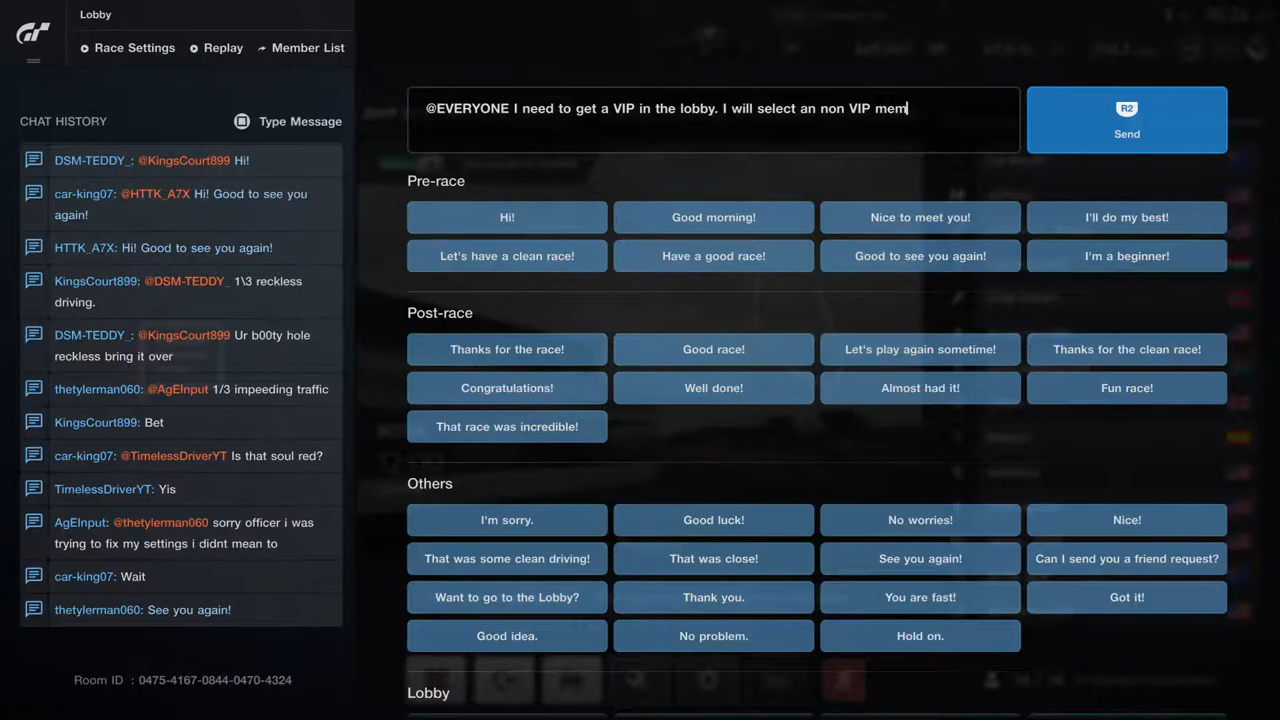 Lobby
Race Settings
Replay
Member List
CHAT HISTORY
Type Message
DSM-TEDDY_: @KingsCourt899 Hi!
car-king07: @HTTK_A7X Hi! Good to see you
again!
HTTK_A7X: Hi! Good to see you again!
KingsCourt899: @DSM-TEDDY_ 1\3 reckless
driving.
DSM-TEDDY_: @KingsCourt899 Ur b00ty hole
reckless bring it over
thetylerman060: @AgEInput 1/3 impeeding traffic
KingsCourt899: Bet
car-king07: @TimelessDriverYT Is that soul red?
TimelessDriverYT: Yis
AgEInput: @thetylerman060 sorry officer i was
trying to fix my settings i didnt mean to
car-king07: Wait
thetylerman060: See you again!
Room ID : 0475-4167-0844-0470-4324
@EVERYONE I need to get a VIP in the lobby. I will select an non VIP mem
R2
Send
Pre-race
Hi!
Good morning!
Nice to meet you!
I'll do my best!
Let's have a clean race!
Have a good race!
Good to see you again!
I'm a beginner!
Post-race
Thanks for the race!
Good race!
Let's play again sometime!
Thanks for the clean race!
Congratulations!
Well done!
Almost had it!
Fun race!
That race was incredible!
Others
I'm sorry.
Good luck!
No worries!
Nice!
That was some clean driving!
That was close!
See you again!
Can I send you a friend request?
Want to go to the Lobby?
Thank you.
You are fast!
Got it!
Good idea.
No problem.
Hold on.
Lobby